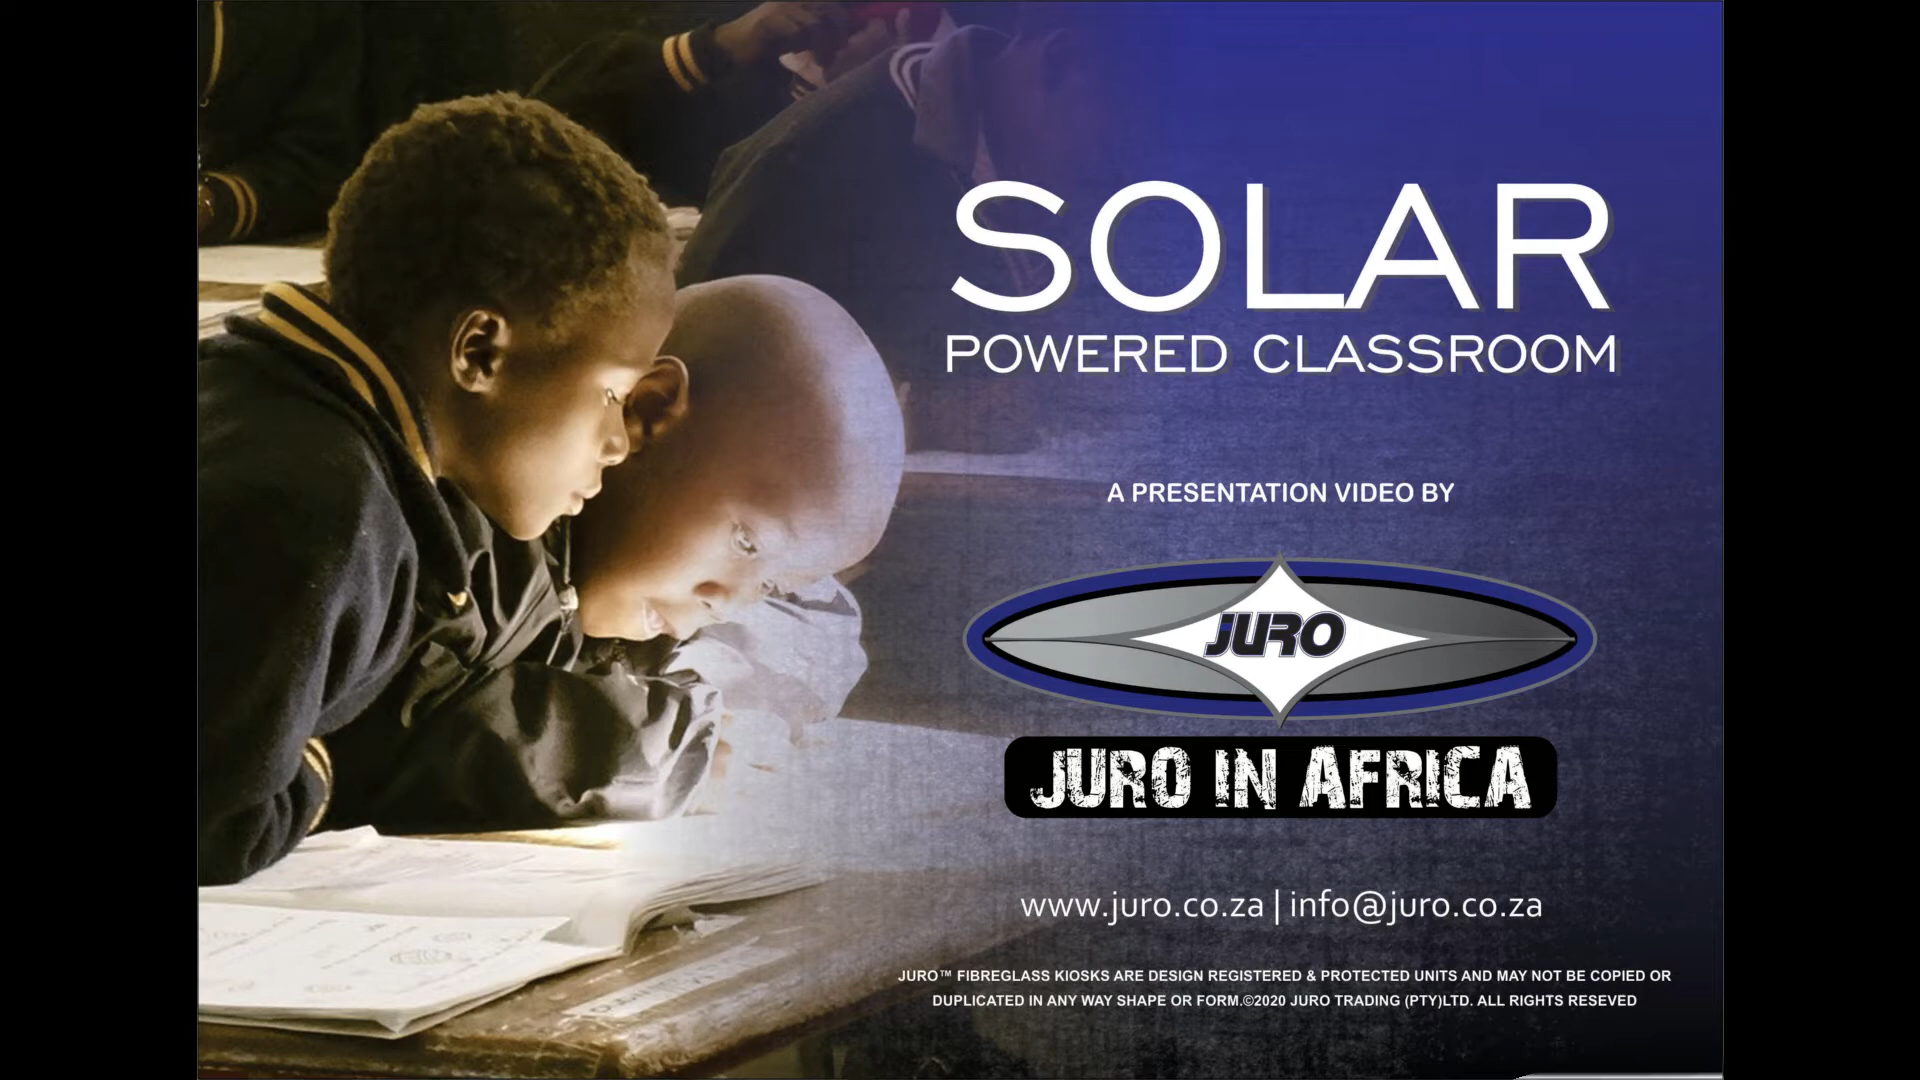 SOLAR
POWERED CLASSROOM
A PRESENTATION VIDEO BY
JURO
JURO IN AFRICA
www.juro.co.za | info@juro.co.za
JURO™ FIBREGLASS KIOSKS ARE DESIGN REGISTERED & PROTECTED UNITS AND MAY NOT BE COPIED OR
DUPLICATED IN ANY WAY SHAPE OR FORM.©2020 JURO TRADING (PTY)LTD. ALL RIGHTS RESEVED